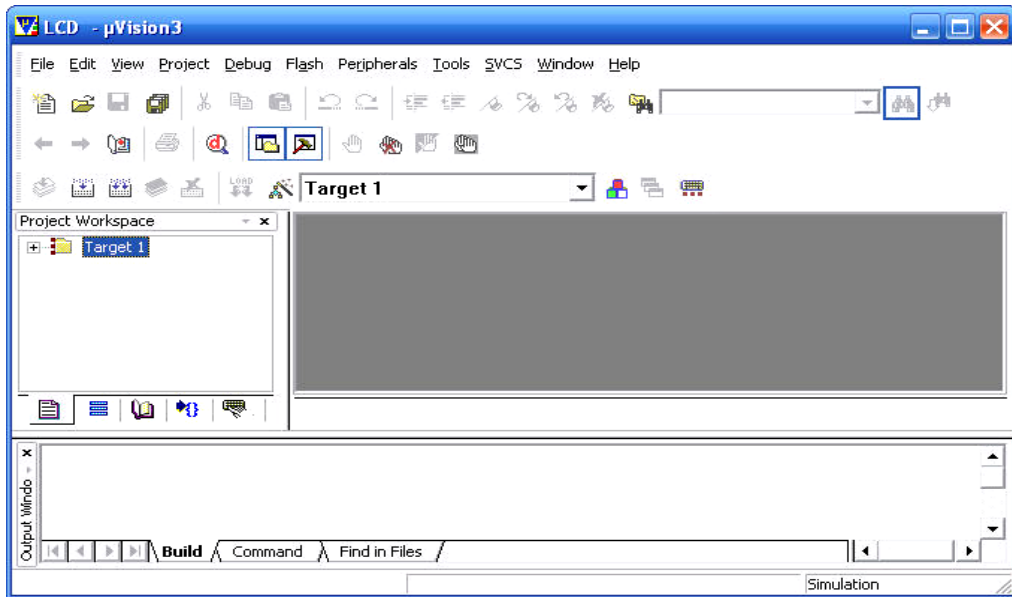 LCD - µVision3
File Edit View Project Debug Flash Peripherals Tools SVCS Window Help
LOAD
Target 1
Project Workspace
Target 1
Output Windo
Build Command Find in Files
Simulation